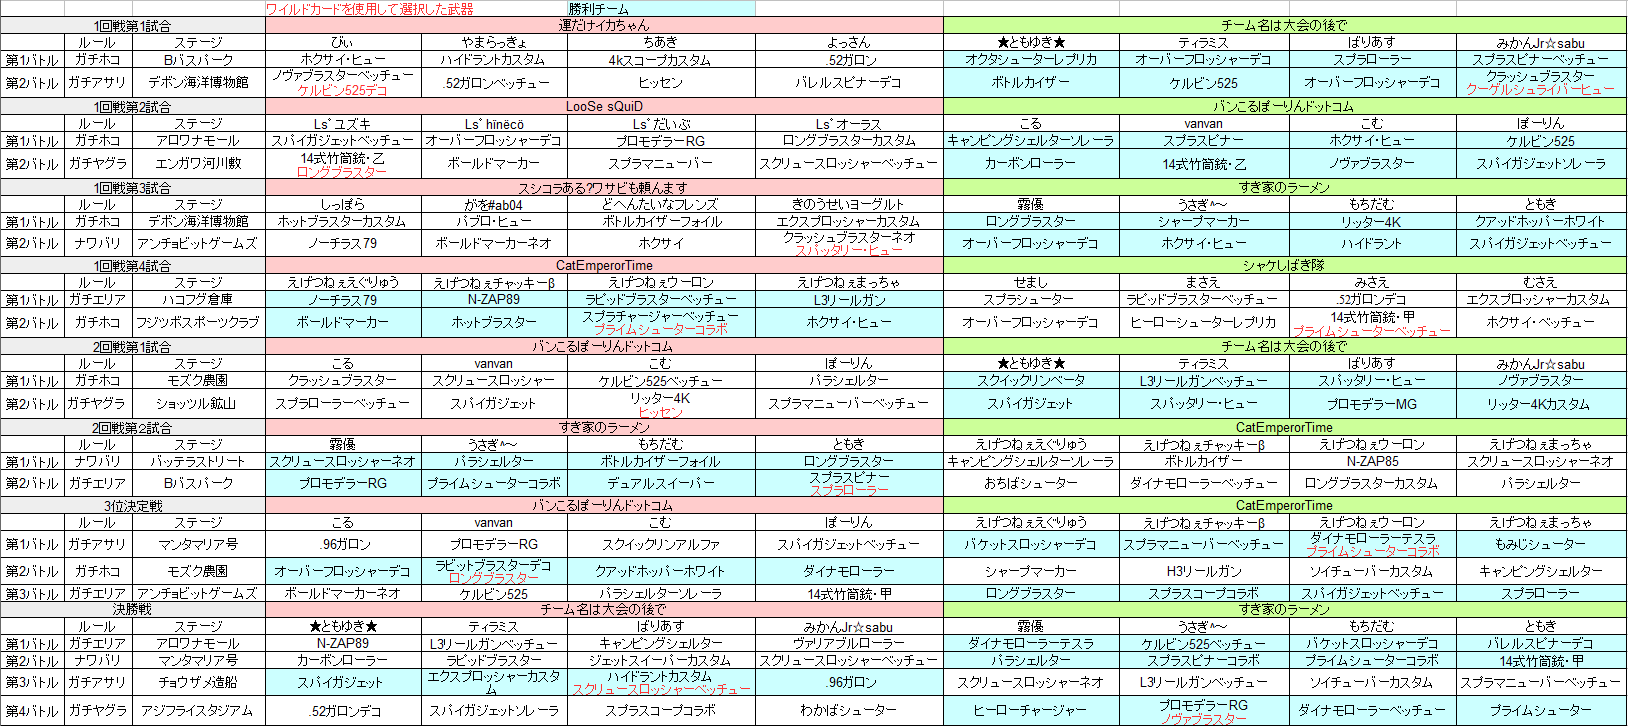 ワイルドカードを使用して選択した武器 勝利チーム
1回戦第1試合 運だけイカちゃん チーム名は大会の後で
ルール ステージ びぃ やまらっきょ ちあき よっさん ★ともゆき★ ティラミス ばりあす みかんJr☆sabu
第1バトル ガチホコ Bバスパーク ホクサイ・ヒュー ハイドラントカスタム 4kスコープカスタム .52ガロン オクタシューターレプリカ オーバーフロッシャーデコ スプラローラー スプラスピナーベッチュー
第2バトル ガチアサリ デボン海洋博物館 ノヴァブラスターベッチュー .52ガロンベッチュー ヒッセン バレルスピナーデコ ボトルカイザー ケルビン525 オーバーフロッシャーデコ クラッシュブラスター
ケルビン525デコ クーゲルシュライバーヒュー
1回戦第2試合 LooSe sQuiD バンこるぽーりんドットコム
ルール ステージ Lsﾞユズキ Lsﾞhïnëcö Lsﾞだいぶ Lsﾞオーラス こる vanvan こむ ぽーりん
第1バトル ガチホコ アロワナモール スパイガジェットベッチュー オーバーフロッシャーデコ プロモデラーRG ロングブラスターカスタム キャンピングシェルターソレーラ スプラスピナー ホクサイ・ヒュー ケルビン525
第2バトル ガチヤグラ エンガワ河川敷 14式竹筒銃・乙 ボールドマーカー スプラマニューバー スクリュースロッシャーベッチュー カーボンローラー 14式竹筒銃・乙 ノヴァブラスター スパイガジェットソレーラ
ロングブラスター
1回戦第3試合 スシコラある?ワサビも頼んます すき家のラーメン
ルール ステージ しっぽら がを#ab04 どへんたいなフレンズ きのうせいヨーグルト 霧優 うさぎ^～ もちだむ ともき
第1バトル ガチホコ デボン海洋博物館 ホットブラスターカスタム パブロ・ヒュー ボトルカイザーフォイル エクスプロッシャーカスタム ロングブラスター シャープマーカー リッター4K クアッドホッパーホワイト
第2バトル ナワバリ アンチョビットゲームズ ノーチラス79 ボールドマーカーネオ ホクサイ クラッシュブラスターネオ オーバーフロッシャーデコ ホクサイ・ヒュー ハイドラント スパイガジェットベッチュー
スパッタリー・ヒュー
1回戦第4試合 CatEmperorTime シャケしばき隊
ルール ステージ えげつねぇえぐりゅう えげつねぇチャッキーβ えげつねぇウーロン えげつねぇまっちゃ せまし まさえ みさえ むさえ
第1バトル ガチエリア ハコフグ倉庫 ノーチラス79 N-ZAP89 ラピッドブラスターベッチュー L3リールガン スプラシューター ラピッドブラスターベッチュー .52ガロンデコ エクスプロッシャーカスタム
第2バトル ガチホコ フジツボスポーツクラブ ボールドマーカー ホットブラスター スプラチャージャーベッチュー ホクサイ・ヒュー オーバーフロッシャーデコ ヒーローシューターレプリカ 14式竹筒銃・甲 ホクサイ・ベッチュー
プライムシューターコラボ プライムシューターベッチュー
2回戦第1試合 バンこるぽーりんドットコム チーム名は大会の後で
ルール ステージ こる vanvan こむ ぽーりん ★ともゆき★ ティラミス ばりあす みかんJr☆sabu
第1バトル ガチホコ モズク農園 クラッシュブラスター スクリュースロッシャー ケルビン525ベッチュー パラシェルター スクイックリンベータ L3リールガンベッチュー スパッタリー・ヒュー ノヴァブラスター
第2バトル ガチヤグラ ショッツル鉱山 スプラローラーベッチュー スパイガジェット リッター4K スプラマニューバーベッチュー スパイガジェット スパッタリー・ヒュー プロモデラーMG リッター4Kカスタム
ヒッセン
2回戦第2試合 すき家のラーメン CatEmperorTime
ルール ステージ 霧優 うさぎ^～ もちだむ ともき えげつねぇえぐりゅう えげつねぇチャッキーβ えげつねぇウーロン えげつねぇまっちゃ
第1バトル ナワバリ バッテラストリート スクリュースロッシャーネオ パラシェルター ボトルカイザーフォイル ロングブラスター キャンピングシェルターソレーラ ボトルカイザー N-ZAP85 スクリュースロッシャーネオ
第2バトル ガチエリア Bバスパーク プロモデラーRG プライムシューターコラボ デュアルスイーパー スプラスピナー おちばシューター ダイナモローラーベッチュー ロングブラスターカスタム パラシェルター
スプラローラー
3位決定戦 バンこるぽーりんドットコム CatEmperorTime
ルール ステージ こる vanvan こむ ぽーりん えげつねぇえぐりゅう えげつねぇチャッキーβ えげつねぇウーロン えげつねぇまっちゃ
第1バトル ガチアサリ マンタマリア号 .96ガロン プロモデラーRG スクイックリンアルファ スパイガジェットベッチュー バケットスロッシャーデコ スプラマニューバーベッチュー ダイナモローラーテスラ もみじシューター
プライムシューターコラボ
第2バトル ガチホコ モズク農園 オーバーフロッシャーデコ ラピットブラスターデコ クアッドホッパーホワイト ダイナモローラー シャープマーカー H3リールガン ソイチューバーカスタム キャンピングシェルター
ロングブラスター
第3バトル ガチエリア アンチョビットゲームズ ボールドマーカーネオ ケルビン525 パラシェルターソレーラ 14式竹筒銃・甲 ロングブラスター スプラスコープコラボ スパイガジェットベッチュー スプラローラー
決勝戦 チーム名は大会の後で すき家のラーメン
ルール ステージ ★ともゆき★ ティラミス ばりあす みかんJr☆sabu 霧優 うさぎ^～ もちだむ ともき
第1バトル ガチエリア アロワナモール N-ZAP89 L3リールガンベッチュー キャンピングシェルター ヴァリアブルローラー ダイナモローラーテスラ ケルビン525ベッチュー バケットスロッシャーデコ バレルスピナーデコ
第2バトル ナワバリ マンタマリア号 カーボンローラー ラピッドブラスター ジェットスイーパーカスタム スクリュースロッシャーベッチュー パラシェルター スプラスピナーコラボ プライムシューターコラボ 14式竹筒銃・甲
第3バトル ガチアサリ チョウザメ造船 スパイガジェット エクスプロッシャーカスタム ハイドラントカスタム .96ガロン スクリュースロッシャーネオ L3リールガンベッチュー ソイチューバーカスタム スプラマニューバーベッチュー
スクリュースロッシャーベッチュー
第4バトル ガチヤグラ アジフライスタジアム .52ガロンデコ スパイガジェットソレーラ スプラスコープコラボ わかばシューター ヒーローチャージャー プロモデラーRG ダイナモローラーベッチュー プライムシューター
ノヴァブラスター